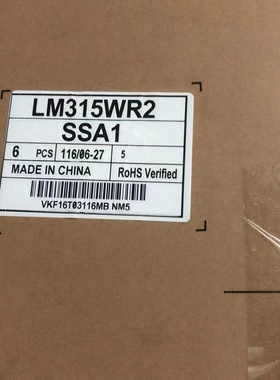 LM315WR2
SSA1
6 PCS 116/06-27 5
MADE IN CHINA RoHS Verified
VKF16T03116MB NM5